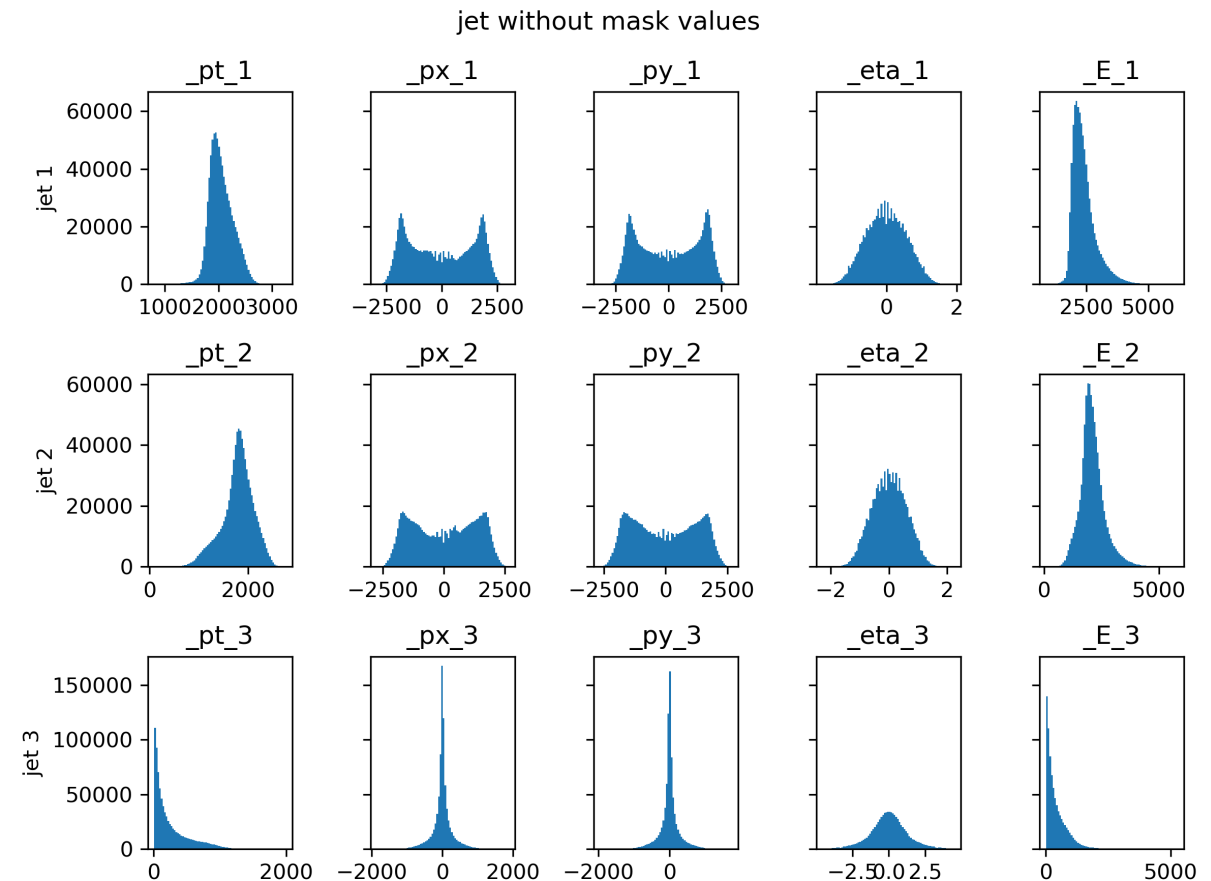 jet without mask values
_pt_1 _px_1 _py_1 _eta_1 _E_1
60000
40000
20000
0
jet 1
1000 2000 3000 −2500 0 2500 −2500 0 2500 0 2 2500 5000
_pt_2 _px_2 _py_2 _eta_2 _E_2
60000
40000
20000
0
jet 2
0 2000 −2500 0 2500 −2500 0 2500 −2 0 2 0 5000
_pt_3 _px_3 _py_3 _eta_3 _E_3
150000
100000
50000
0
jet 3
0 2000 −2000 0 2000 −2000 0 −2.5 0.0 2.5 0 5000